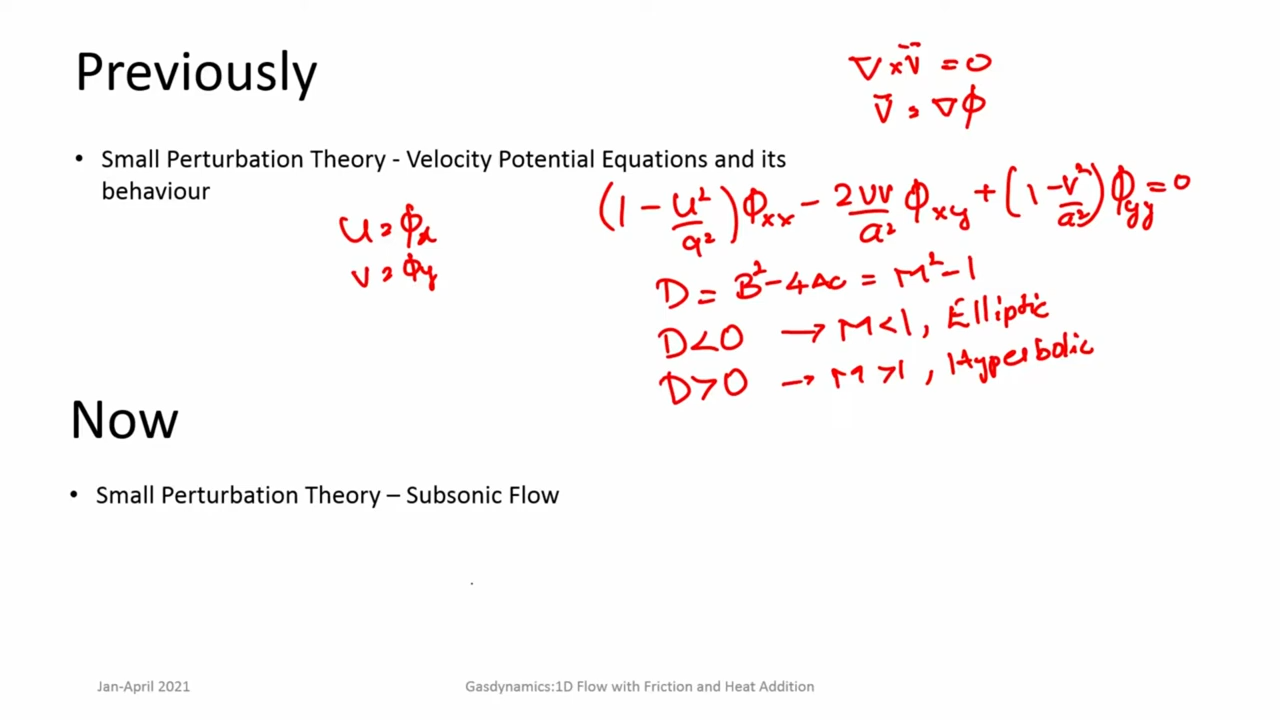 Previously
∇ × V̄ = 0
V̄ = ∇ϕ
• Small Perturbation Theory - Velocity Potential Equations and its
behaviour
(1 - u²/a²) ϕxx - 2uv/a² ϕxy + (1 - v²/a²) ϕyy = 0
u = ϕx
v = ϕy
D = B² - 4AC = M² - 1
D < 0 → M < 1, Elliptic
D > 0 → M > 1, Hyperbolic
Now
• Small Perturbation Theory – Subsonic Flow
Jan-April 2021
Gasdynamics:1D Flow with Friction and Heat Addition